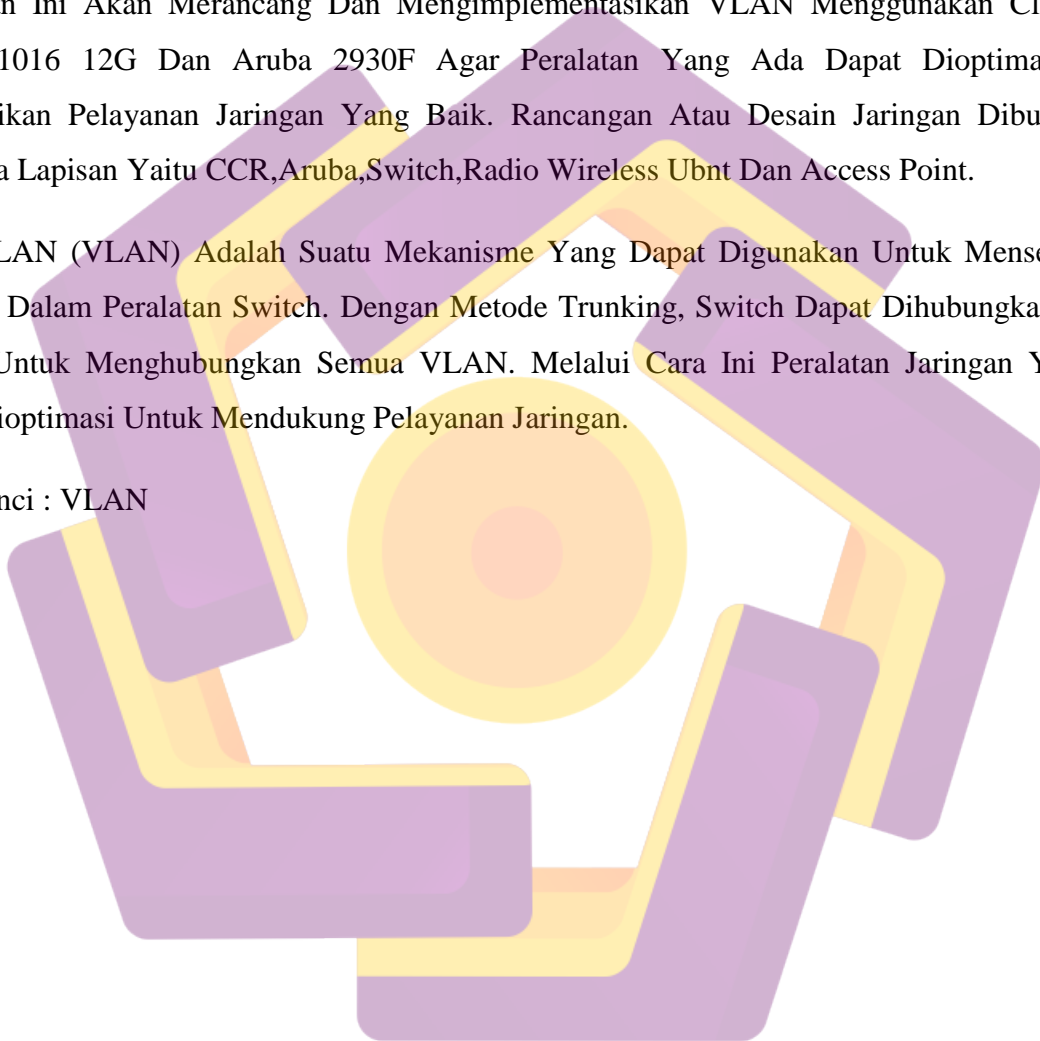 n Ini Akan Merancang Dan Mengimplementasikan VLAN Menggunakan Cl
1016 12G Dan Aruba 2930F Agar Peralatan Yang Ada Dapat Dioptima
ikan Pelayanan Jaringan Yang Baik. Rancangan Atau Desain Jaringan Dibu
a Lapisan Yaitu CCR,Aruba,Switch,Radio Wireless Ubnt Dan Access Point.
LAN (VLAN) Adalah Suatu Mekanisme Yang Dapat Digunakan Untuk Mense
Dalam Peralatan Switch. Dengan Metode Trunking, Switch Dapat Dihubungka
Untuk Menghubungkan Semua VLAN. Melalui Cara Ini Peralatan Jaringan Y
ioptimasi Untuk Mendukung Pelayanan Jaringan.
nci : VLAN